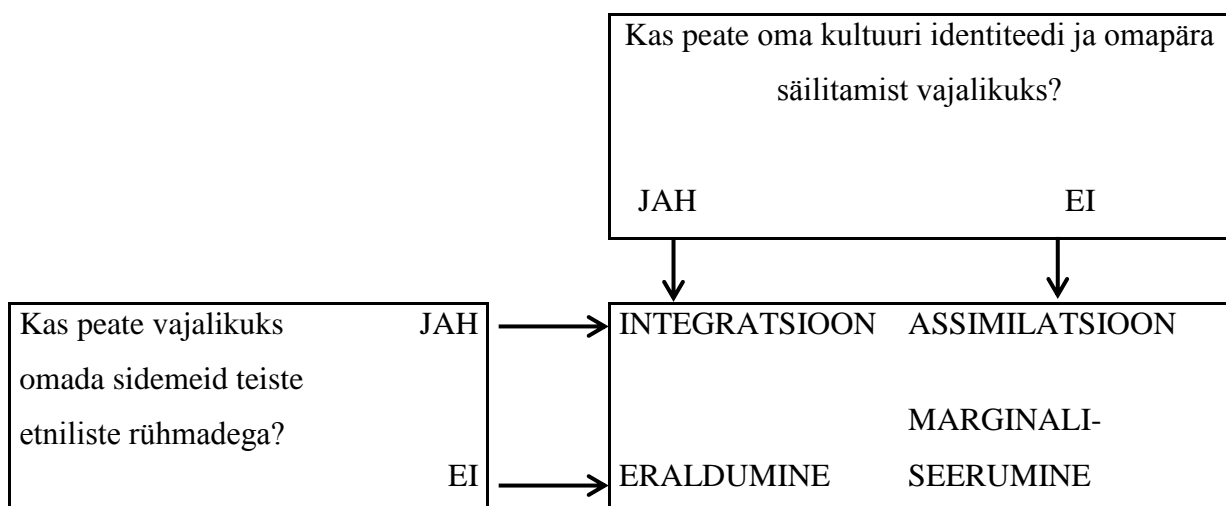 Kas peate oma kultuuri identiteedi ja omapära
säilitamist vajalikuks?
JAH EI
Kas peate vajalikuks JAH
omada sidemeid teiste
etniliste rühmadega?
EI
INTEGRATSIOON ASSIMILATSIOON
MARGINALI-
ERALDUMINE SEERUMINE